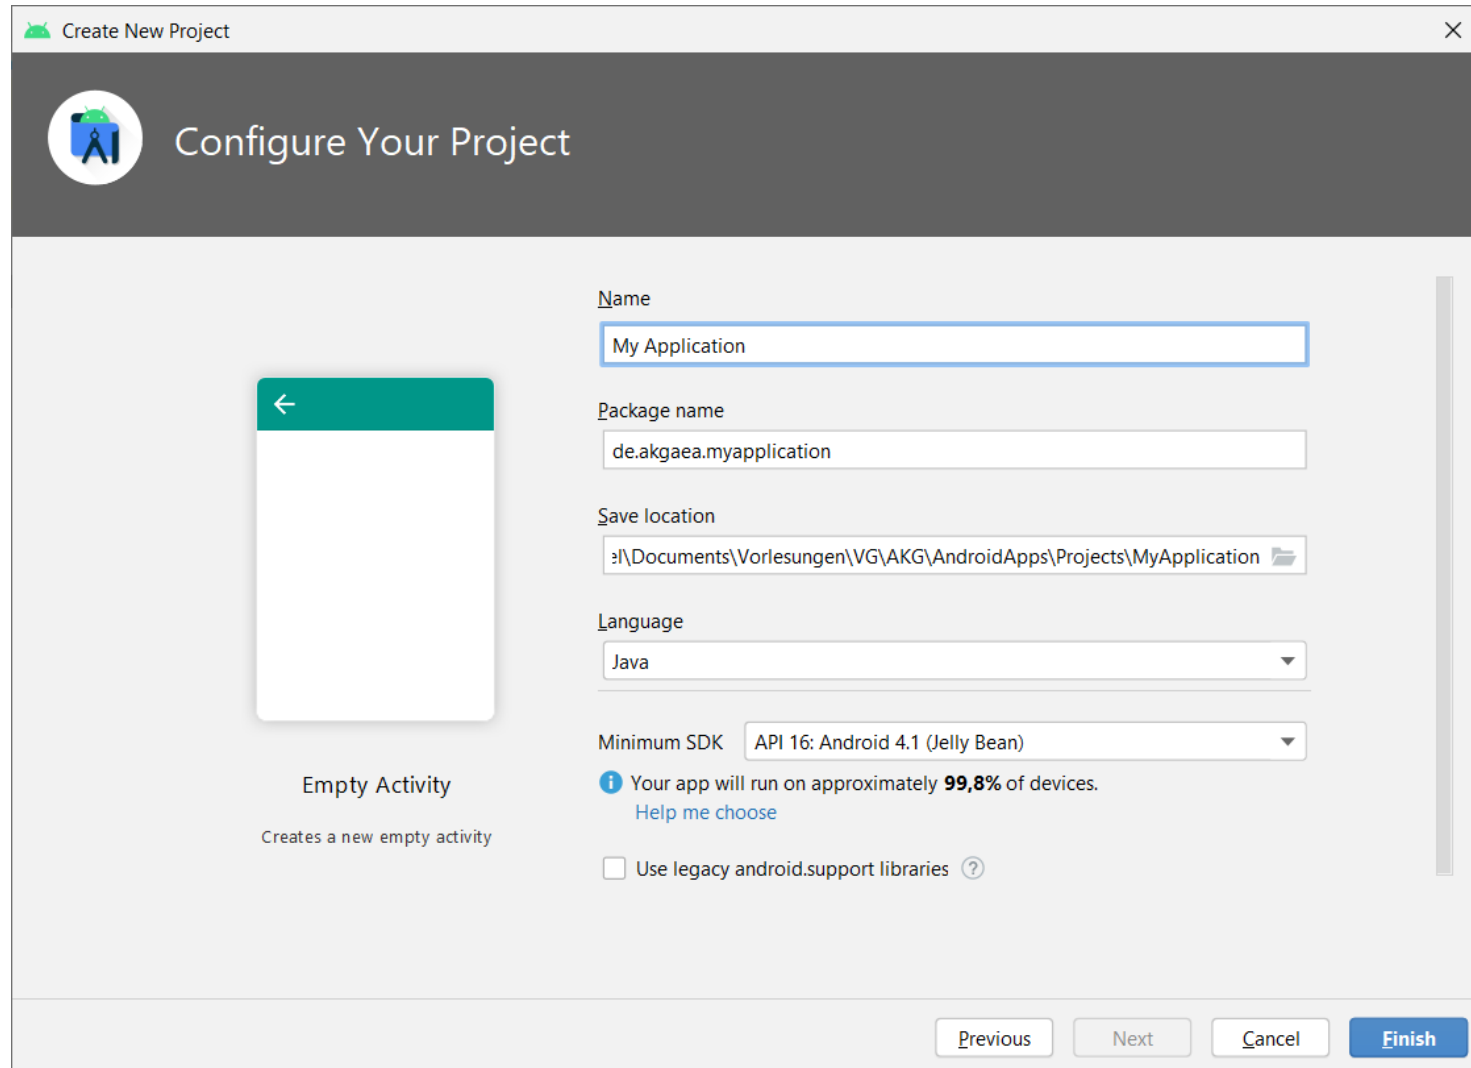 Create New Project
Configure Your Project
Name
My Application
Package name
de.akgaea.myapplication
Save location
el\Documents\Vorlesungen\VG\AKG\AndroidApps\Projects\MyApplication
Language
Java
Minimum SDK API 16: Android 4.1 (Jelly Bean)
i Your app will run on approximately 99,8% of devices.
Help me choose
Use legacy android.support libraries ?
Empty Activity
Creates a new empty activity
Previous Next Cancel Finish